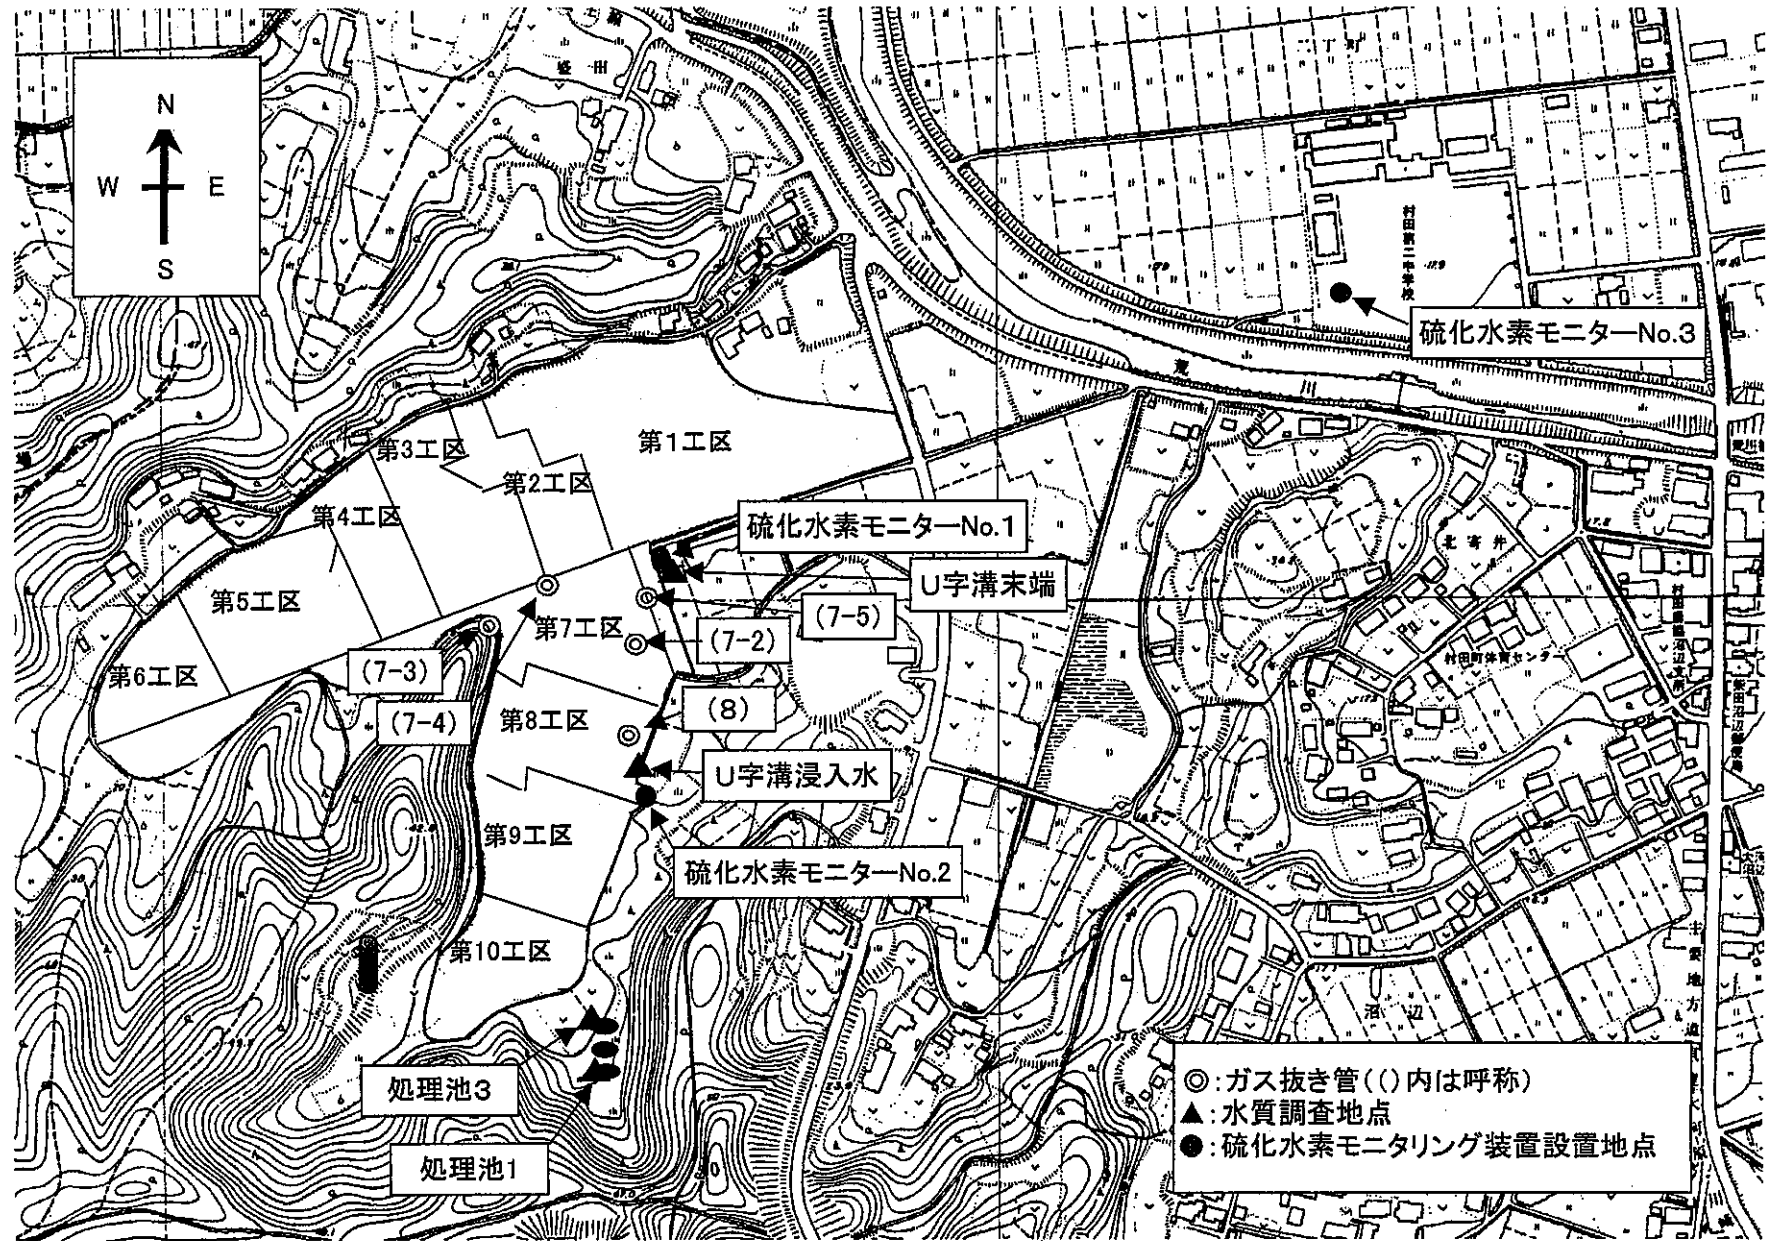 N
W
E
S
二丁町
村田第二中学校
硫化水素モニターNo.3
荒
川
第1工区
第3工区
第2工区
第4工区
硫化水素モニターNo.1
U字溝末端
第5工区
第7工区
(7-5)
(7-2)
北寄井
村田町体育センター
第6工区
(7-3)
(7-4)
第8工区
(8)
U字溝浸入水
第9工区
硫化水素モニターNo.2
第10工区
沼辺
処理池3
処理池1
◎:ガス抜き管(()内は呼称)
▲:水質調査地点
●:硫化水素モニタリング装置設置地点